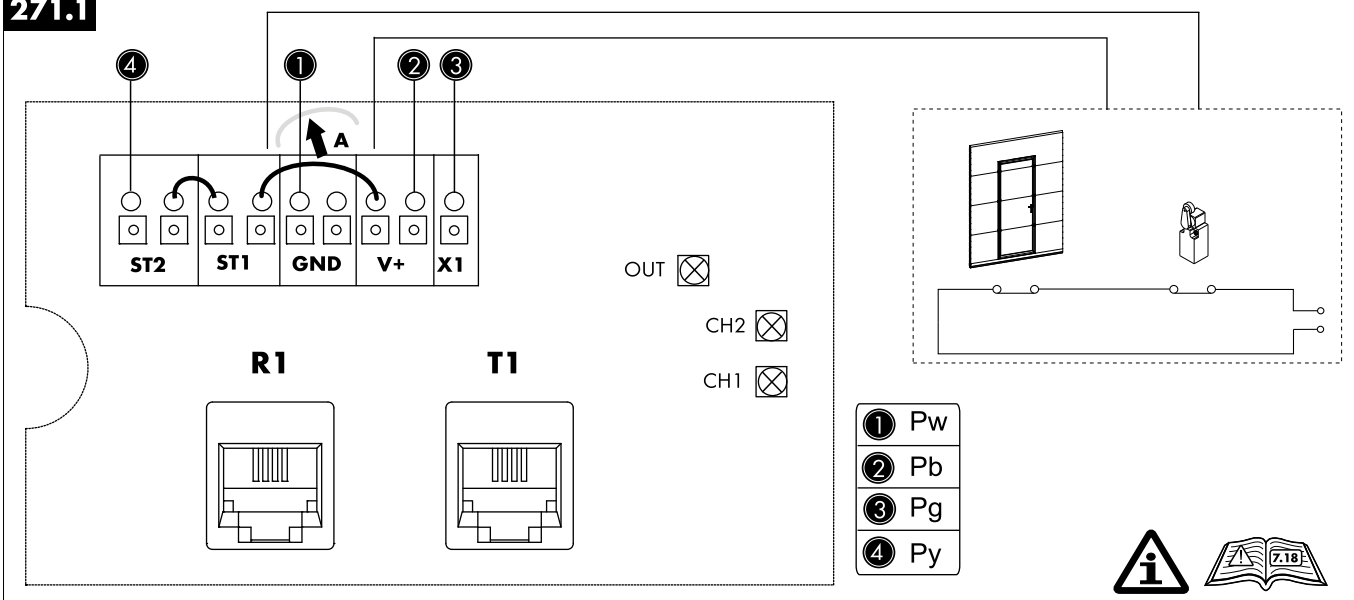 271.1
4 1 2 3
A
ST2 ST1 GND V+ X1
OUT
CH2
CH1
R1 T1
1 Pw
2 Pb
3 Pg
4 Py
i 7.18